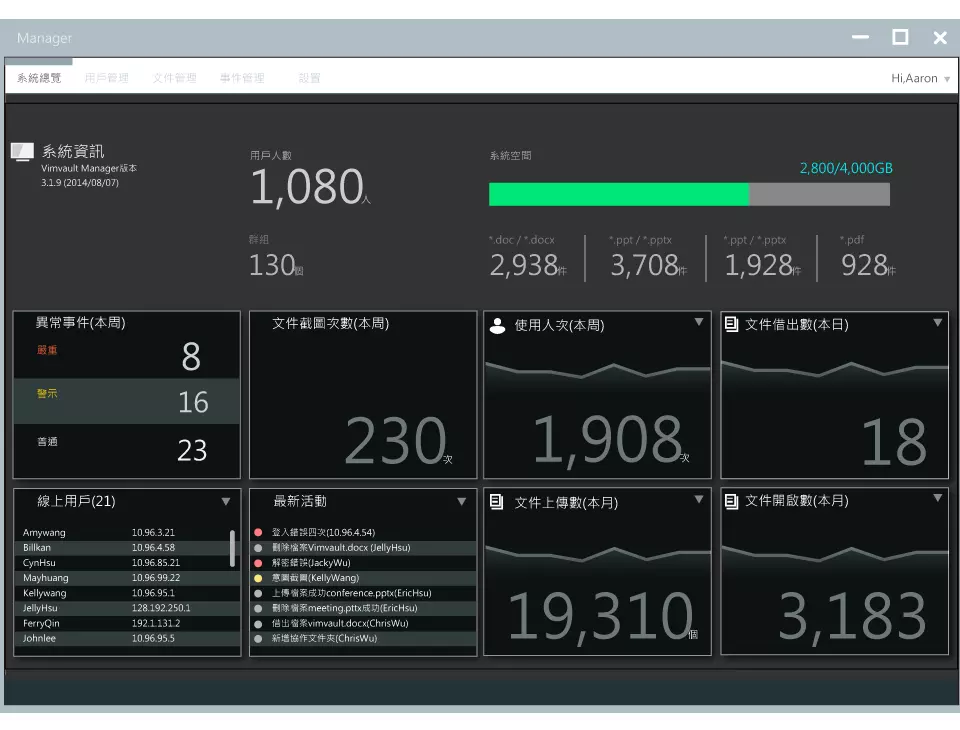 Manager
系統總覽 用戶管理 文件管理 事件管理 設置
Hi,Aaron
系統資訊
Vimvault Manager版本
3.1.9 (2014/08/07)
用戶人數
1,080人
群組
130個
系統空間
2,800/4,000GB
*.doc / *.docx
2,938件
*.ppt / *.pptx
3,708件
*.ppt / *.pptx
1,928件
*.pdf
928件
異常事件(本周)
嚴重 8
警示 16
普通 23
文件截圖次數(本周)
230次
使用人次(本周)
1,908次
文件借出數(本日)
18
線上用戶(21)
Amywang 10.96.3.21
Billkan 10.96.4.58
CynHsu 10.96.85.21
Mayhuang 10.96.99.22
Kellywang 10.96.95.1
JellyHsu 128.192.250.1
FerryQin 192.1.131.2
Johnlee 10.96.95.5
最新活動
登入錯誤四次(10.96.4.54)
刪除檔案Vimvault.docx (JellyHsu)
解密錯誤(JackyWu)
意圖截圖(KellyWang)
上傳檔案成功conference.pptx(EricHsu)
刪除檔案meeting.pttx成功(EricHsu)
借出檔案vimvault.docx(ChrisWu)
新增協作文件夾(ChrisWu)
文件上傳數(本月)
19,310個
文件開啟數(本月)
3,183